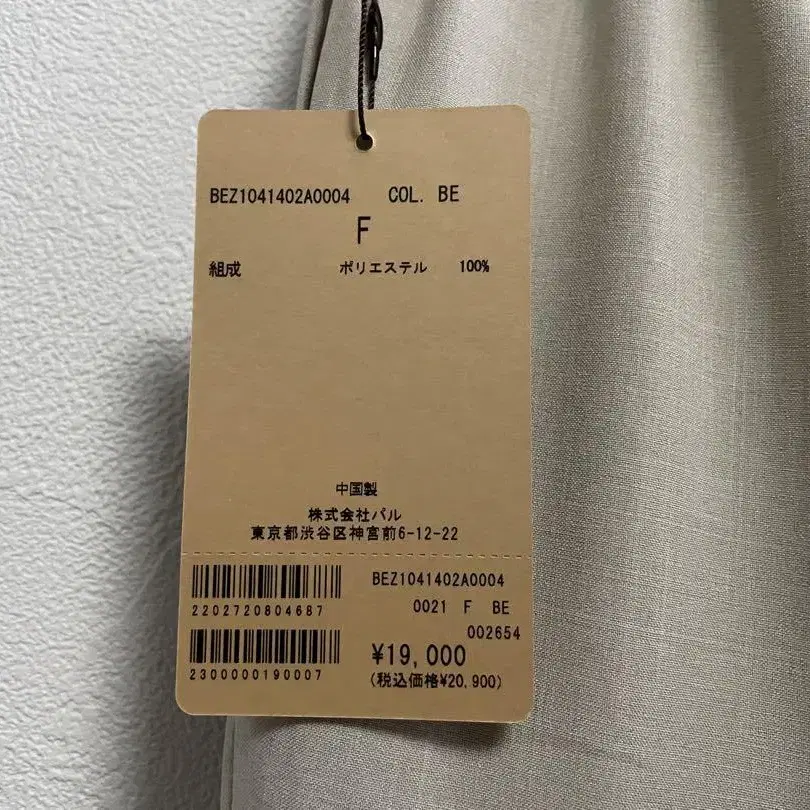 BEZ1041402A0004 COL. BE
F
組成 ポリエステル 100%
中国製
株式会社パル
東京都渋谷区神宮前6-12-22
BEZ1041402A0004
2202720804687
0021 F BE
002654
¥19,000
2300000190007
(税込価格¥20,900)